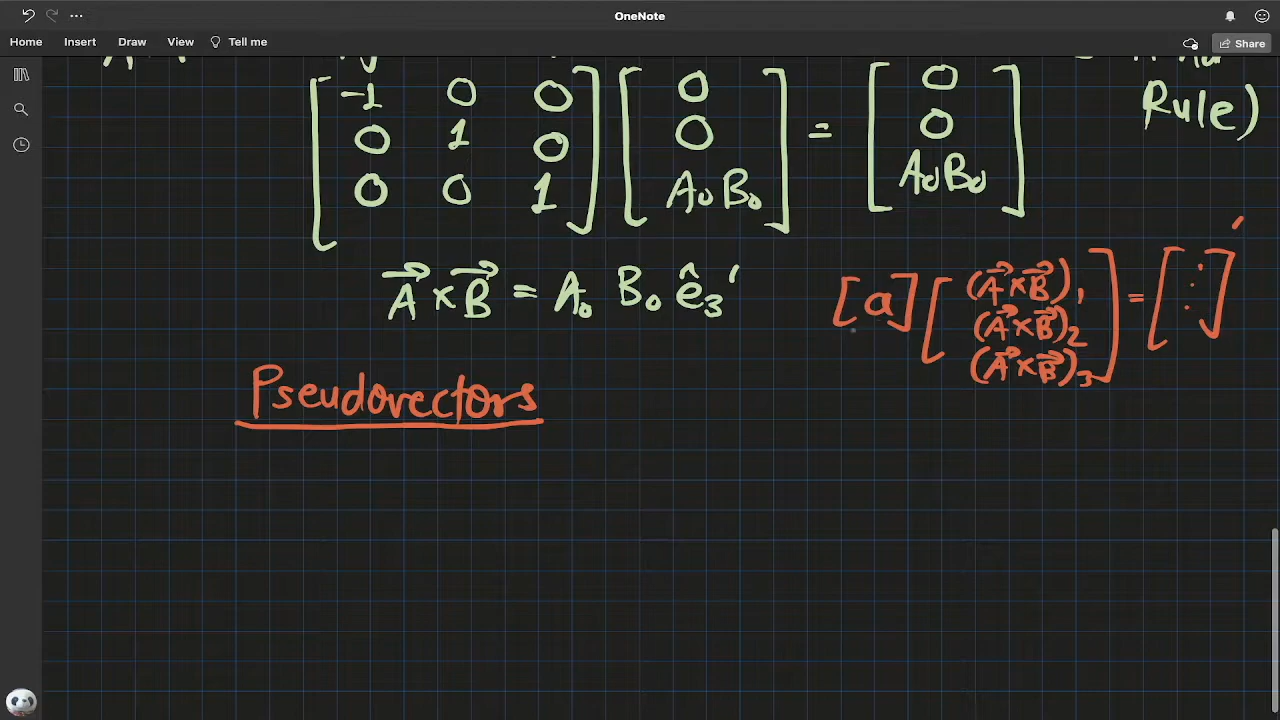 OneNote
Home Insert Draw View Tell me Share
[-1 0 0] [0] = [0]
[0 1 0] [0] [0]
[0 0 1] [A₀B₀] [A₀B₀]
Rule)
A⃗ × B⃗ = A₀ B₀ ê₃′
[a] [(A⃗×B⃗)₁] = [⋮]′
[(A⃗×B⃗)₂]
[(A⃗×B⃗)₃]
Pseudovectors